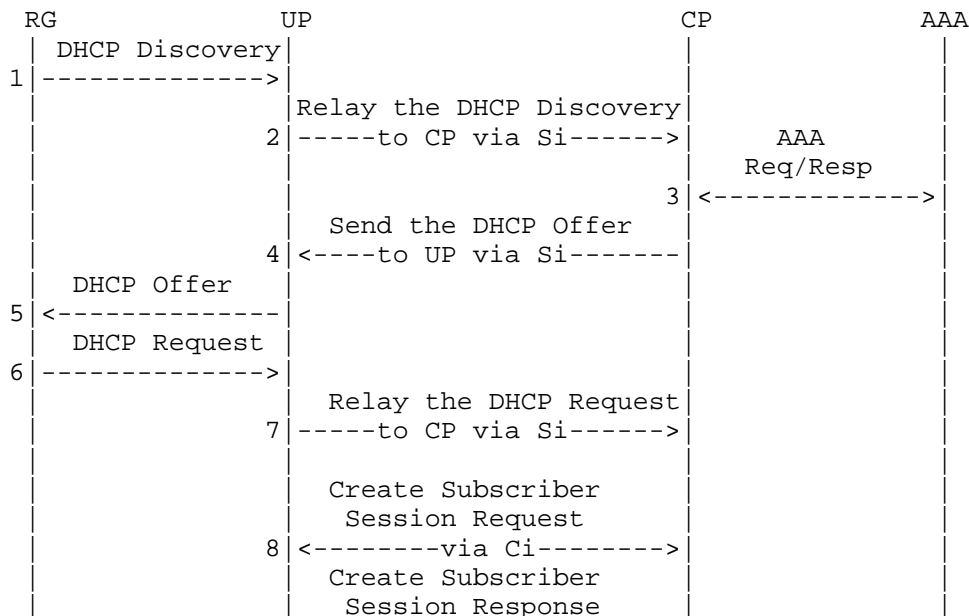 RG UP CP AAA
DHCP Discovery
1 -------------->
Relay the DHCP Discovery
2 -----to CP via Si------> AAA
Req/Resp
3 <------------->
Send the DHCP Offer
4 <----to UP via Si-------
DHCP Offer
5 <--------------
DHCP Request
6 -------------->
Relay the DHCP Request
7 -----to CP via Si------>
Create Subscriber
Session Request
8 <--------via Ci-------->
Create Subscriber
Session Response